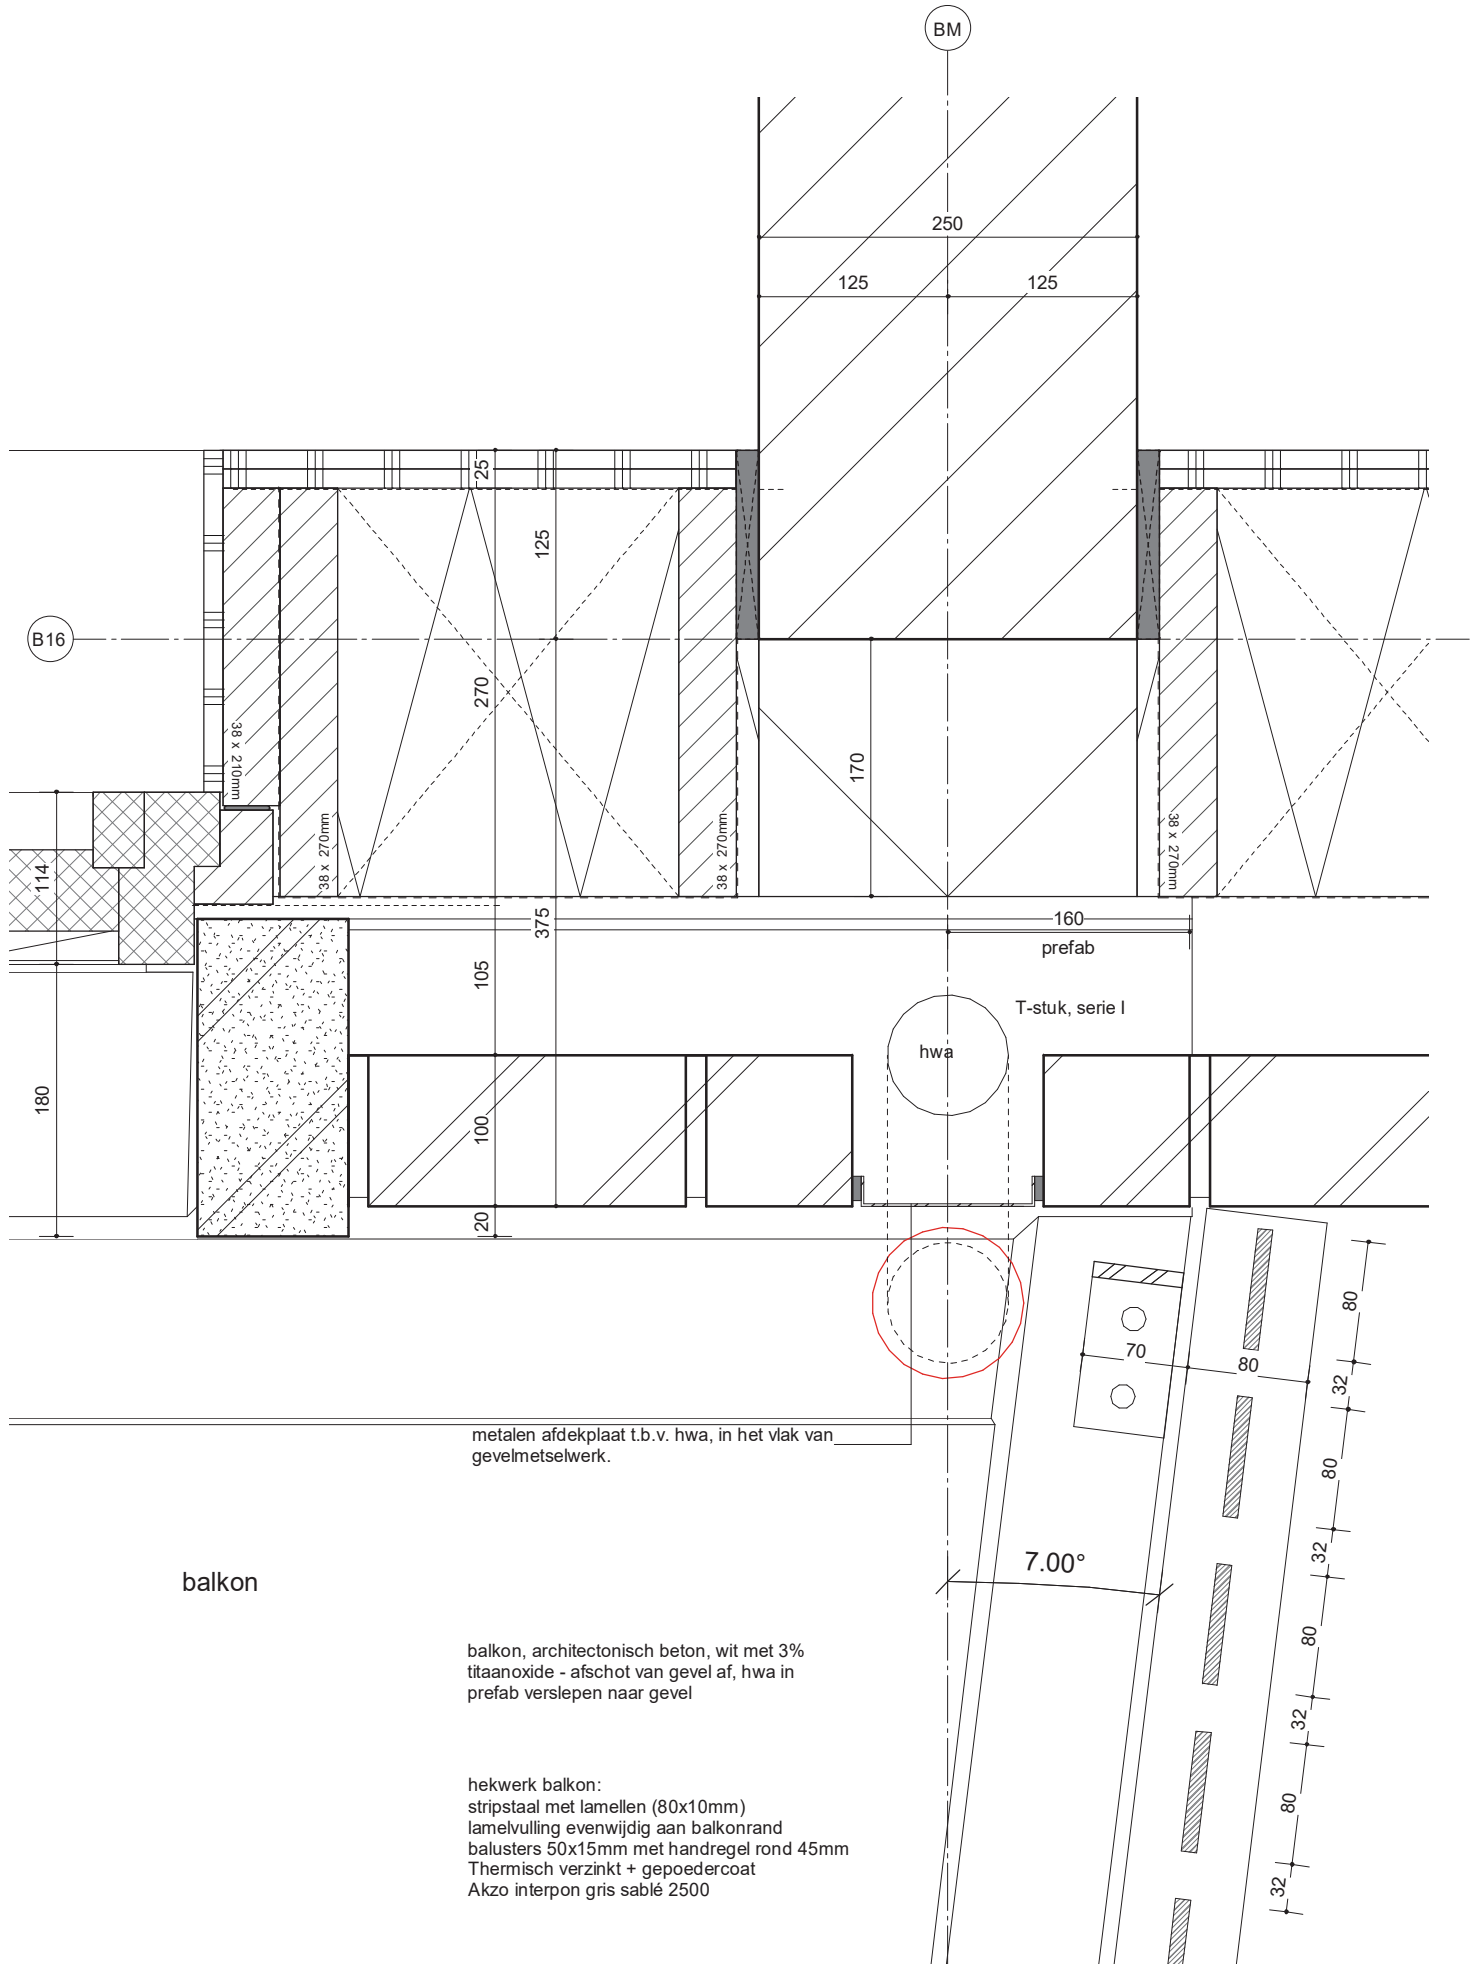 BM
250
125
125
25
125
B16
270
38 x 210mm
170
38 x 270mm
38 x 270mm
38 x 270mm
114
375
160
prefab
105
T-stuk, serie I
hwa
180
100
20
80
70
80
32
metalen afdekplaat t.b.v. hwa, in het vlak van
gevelmetselwerk.
80
32
7.00°
balkon
80
balkon, architectonisch beton, wit met 3%
titaanoxide - afschot van gevel af, hwa in
prefab verslepen naar gevel
32
80
hekwerk balkon:
stripstaal met lamellen (80x10mm)
lamelvulling evenwijdig aan balkonrand
balusters 50x15mm met handregel rond 45mm
Thermisch verzinkt + gepoedercoat
Akzo interpon gris sablé 2500
32